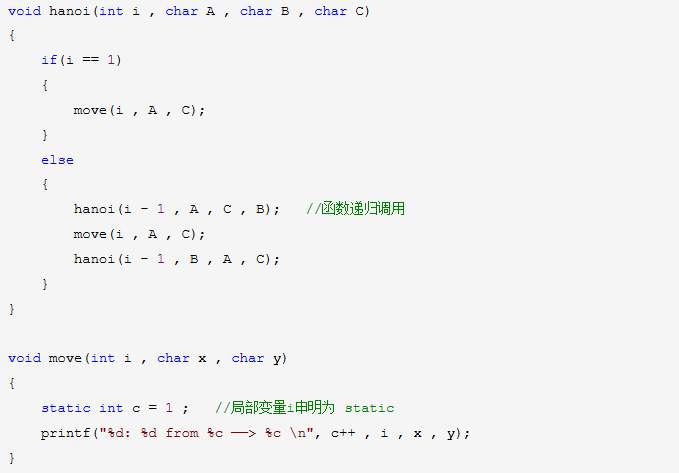 void hanoi(int i , char A , char B , char C)
{
if(i == 1)
{
move(i , A , C);
}
else
{
hanoi(i - 1 , A , C , B); //函数递归调用
move(i , A , C);
hanoi(i - 1 , B , A , C);
}
}
void move(int i , char x , char y)
{
static int c = 1 ; //局部变量i申明为 static
printf("%d: %d from %c ——> %c \n", c++ , i , x , y);
}